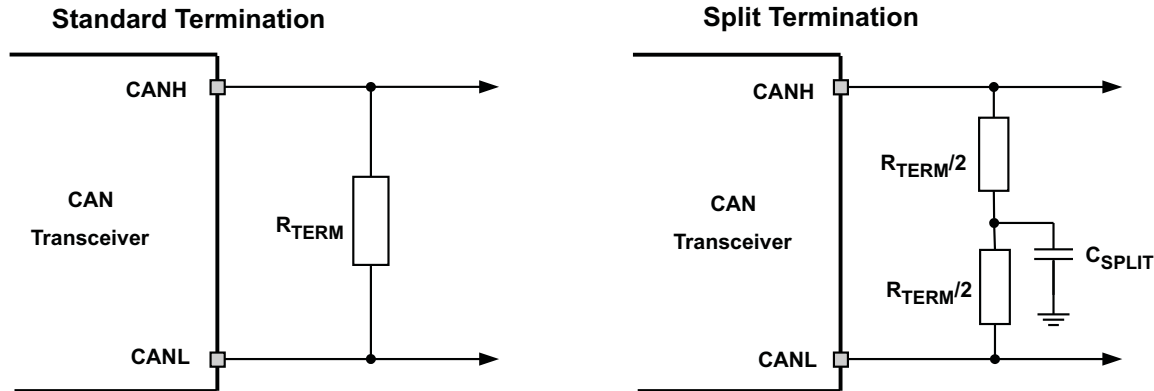 Standard Termination
CANH
CAN
Transceiver
RTERM
CANL
Split Termination
CANH
RTERM/2
CAN
Transceiver
CSPLIT
RTERM/2
CANL